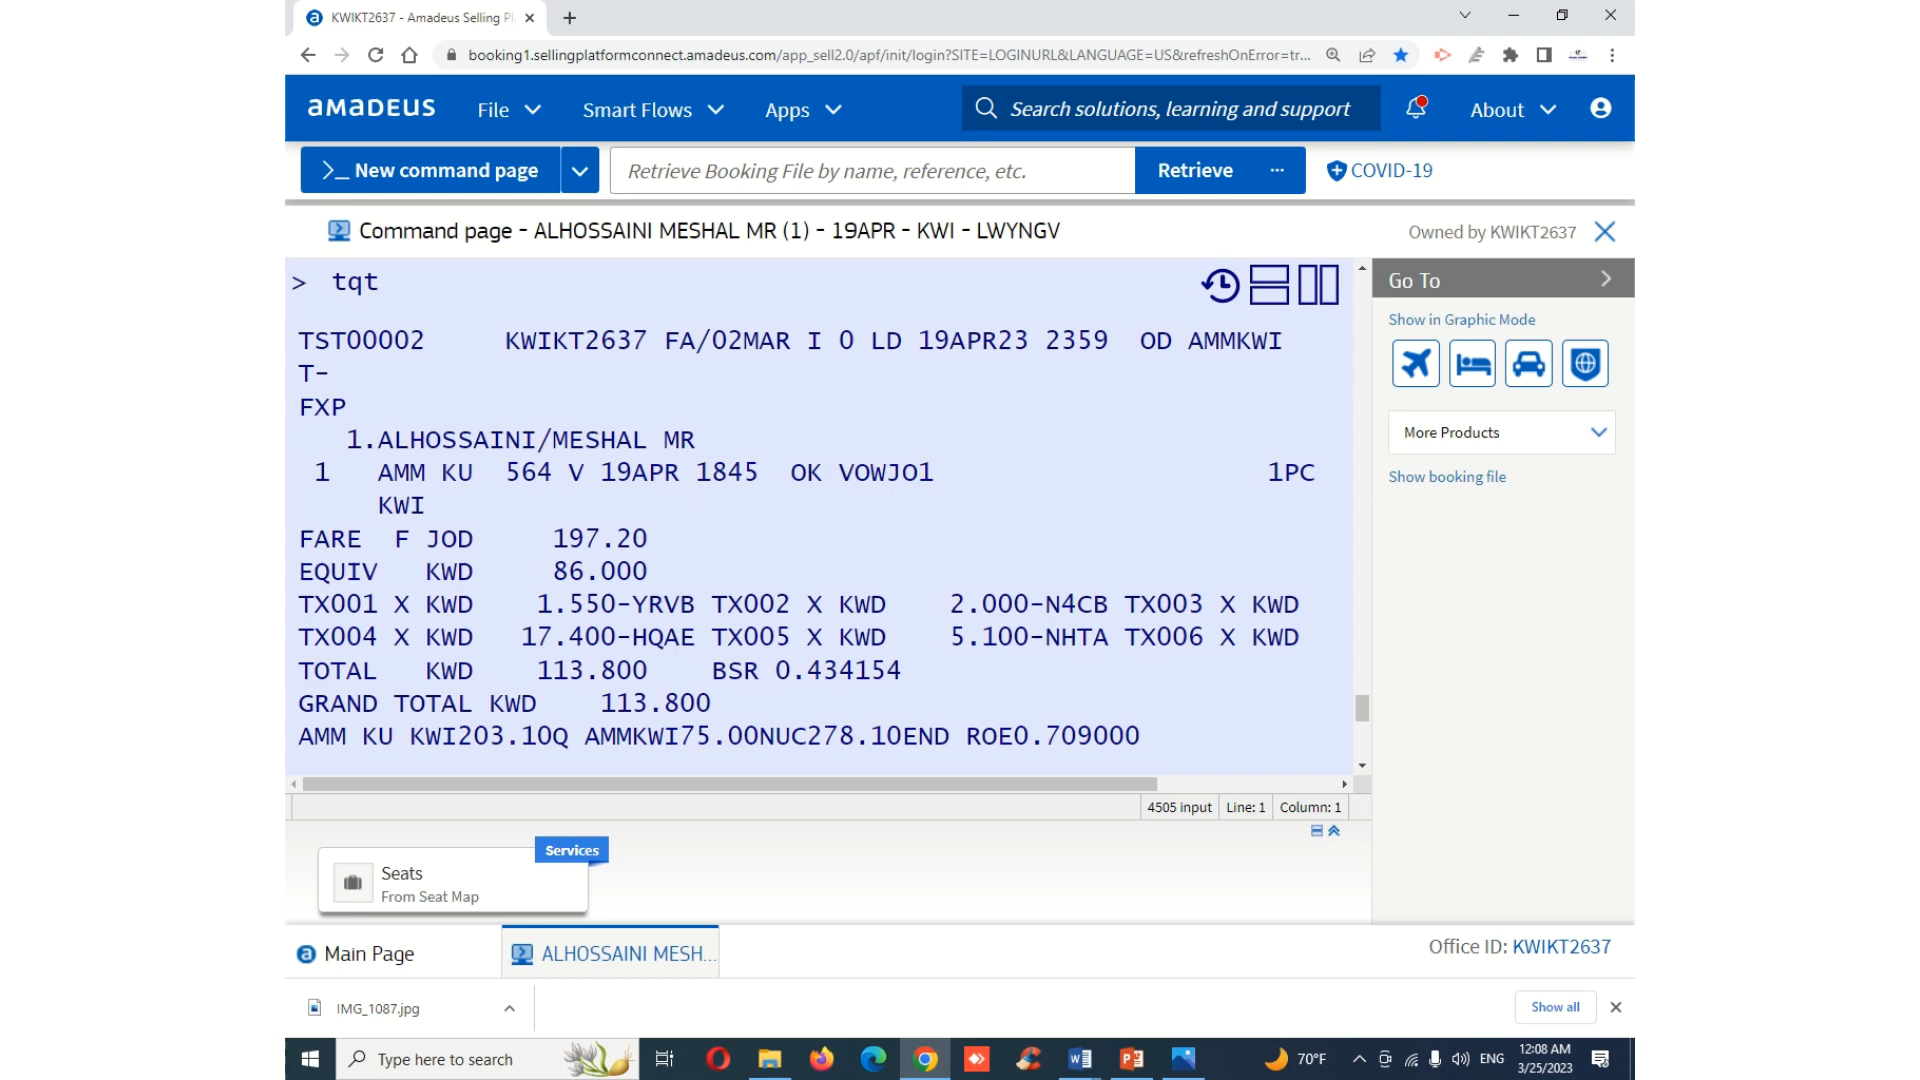 KWIKT2637 - Amadeus Selling Pl
booking1.sellingplatformconnect.amadeus.com/app_sell2.0/apf/init/login?SITE=LOGINURL&LANGUAGE=US&refreshOnError=tr...
amadeus File Smart Flows Apps Search solutions, learning and support About
>_ New command page Retrieve Booking File by name, reference, etc. Retrieve ... COVID-19
Command page - ALHOSSAINI MESHAL MR (1) - 19APR - KWI - LWYNGV Owned by KWIKT2637
> tqt
TST00002 KWIKT2637 FA/02MAR I 0 LD 19APR23 2359 OD AMMKWI
T-
FXP
1.ALHOSSAINI/MESHAL MR
1 AMM KU 564 V 19APR 1845 OK VOWJO1 1PC
KWI
FARE F JOD 197.20
EQUIV KWD 86.000
TX001 X KWD 1.550-YRVB TX002 X KWD 2.000-N4CB TX003 X KWD
TX004 X KWD 17.400-HQAE TX005 X KWD 5.100-NHTA TX006 X KWD
TOTAL KWD 113.800 BSR 0.434154
GRAND TOTAL KWD 113.800
AMM KU KWI203.10Q AMMKWI75.00NUC278.10END ROE0.709000
4505 input Line: 1 Column: 1
Go To
Show in Graphic Mode
More Products
Show booking file
Services
Seats
From Seat Map
Main Page ALHOSSAINI MESH... Office ID: KWIKT2637
IMG_1087.jpg Show all
Type here to search 70°F ENG 12:08 AM
3/25/2023